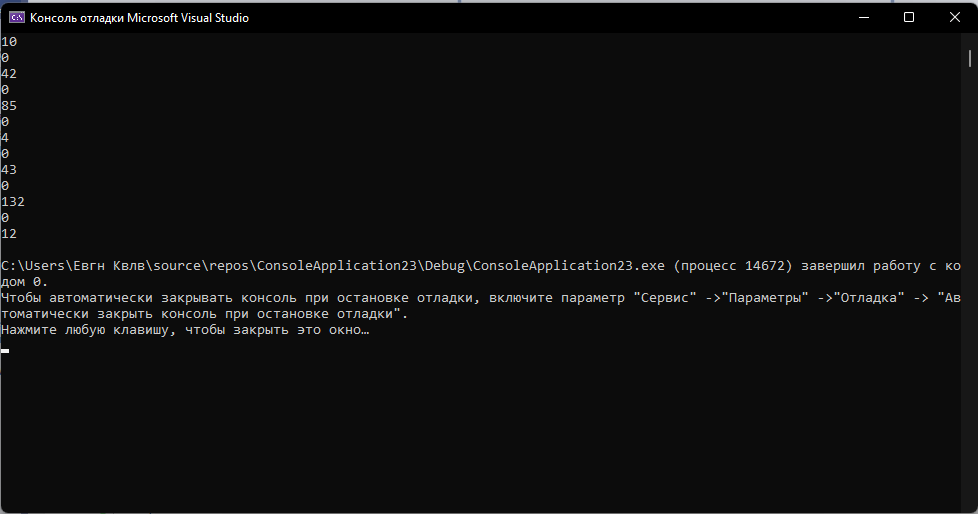 Консоль отладки Microsoft Visual Studio
10
0
42
0
85
0
4
0
43
0
132
0
12
C:\Users\Евгн Квлв\source\repos\ConsoleApplication23\Debug\ConsoleApplication23.exe (процесс 14672) завершил работу с ко
дом 0.
Чтобы автоматически закрывать консоль при остановке отладки, включите параметр "Сервис" ->"Параметры" ->"Отладка" -> "Ав
томатически закрыть консоль при остановке отладки".
Нажмите любую клавишу, чтобы закрыть это окно…